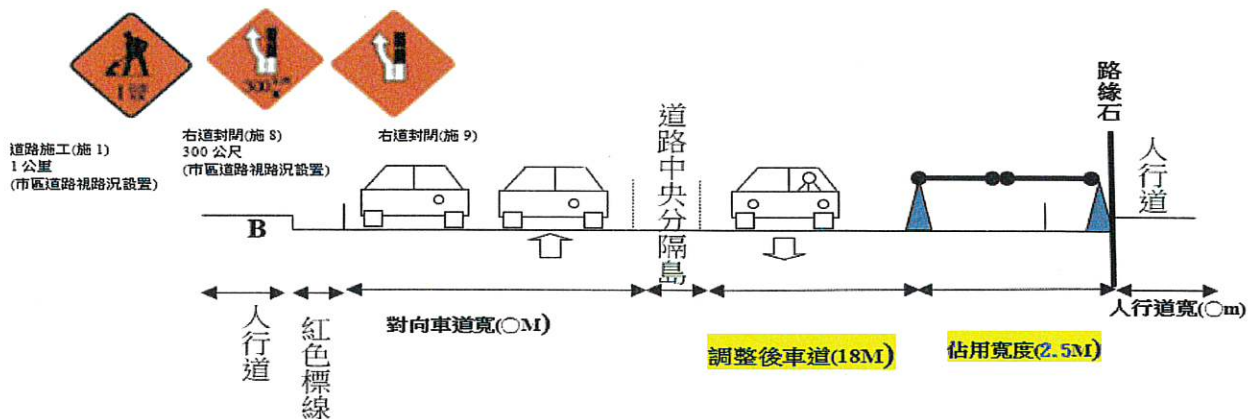 1 公里
300公尺
道路施工(施 1)
1 公里
(市區道路視路況設置)
右道封閉(施 8)
300 公尺
(市區道路視路況設置)
右道封閉(施 9)
道路中央分隔島
路緣石
人行道
B
人行道
紅色標線
對向車道寬(○M)
調整後車道(18M)
佔用寬度(2.5M)
人行道寬(○m)